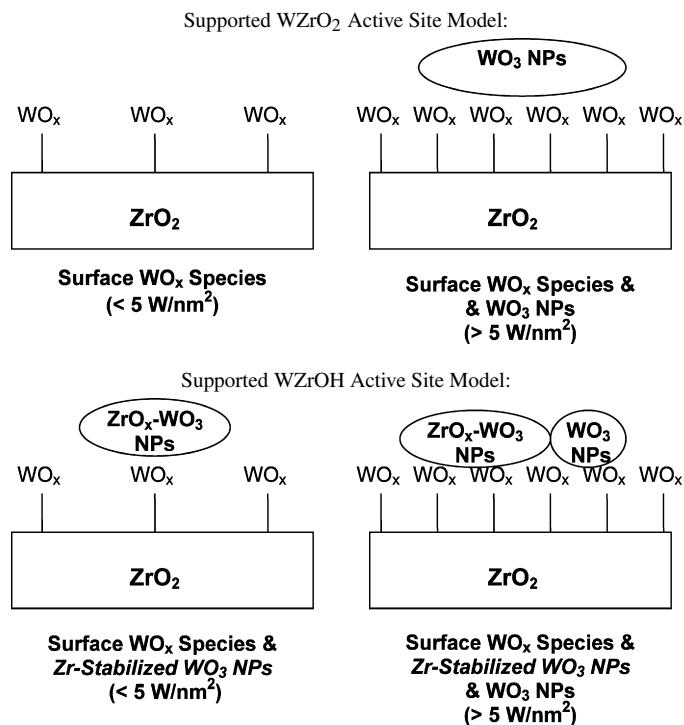 Supported WZrO₂ Active Site Model:
WO₃ NPs
WOₓ WOₓ WOₓ
WOₓ WOₓ WOₓ WOₓ WOₓ WOₓ
ZrO₂
ZrO₂
Surface WOₓ Species
(< 5 W/nm²)
Surface WOₓ Species &
& WO₃ NPs
(> 5 W/nm²)
Supported WZrOH Active Site Model:
ZrOₓ-WO₃
NPs
ZrOₓ-WO₃
NPs
WO₃
NPs
WOₓ WOₓ WOₓ
WOₓ WOₓ WOₓ WOₓ WOₓ WOₓ
ZrO₂
ZrO₂
Surface WOₓ Species &
Zr-Stabilized WO₃ NPs
(< 5 W/nm²)
Surface WOₓ Species &
Zr-Stabilized WO₃ NPs
& WO₃ NPs
(> 5 W/nm²)